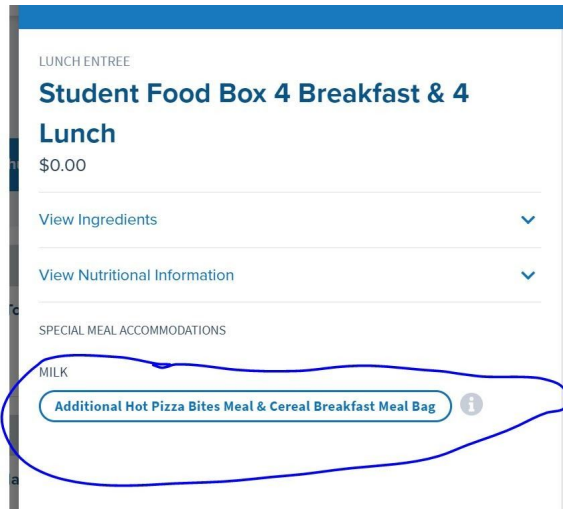 LUNCH ENTREE
Student Food Box 4 Breakfast & 4
Lunch
$0.00
View Ingredients
View Nutritional Information
SPECIAL MEAL ACCOMMODATIONS
MILK
Additional Hot Pizza Bites Meal & Cereal Breakfast Meal Bag